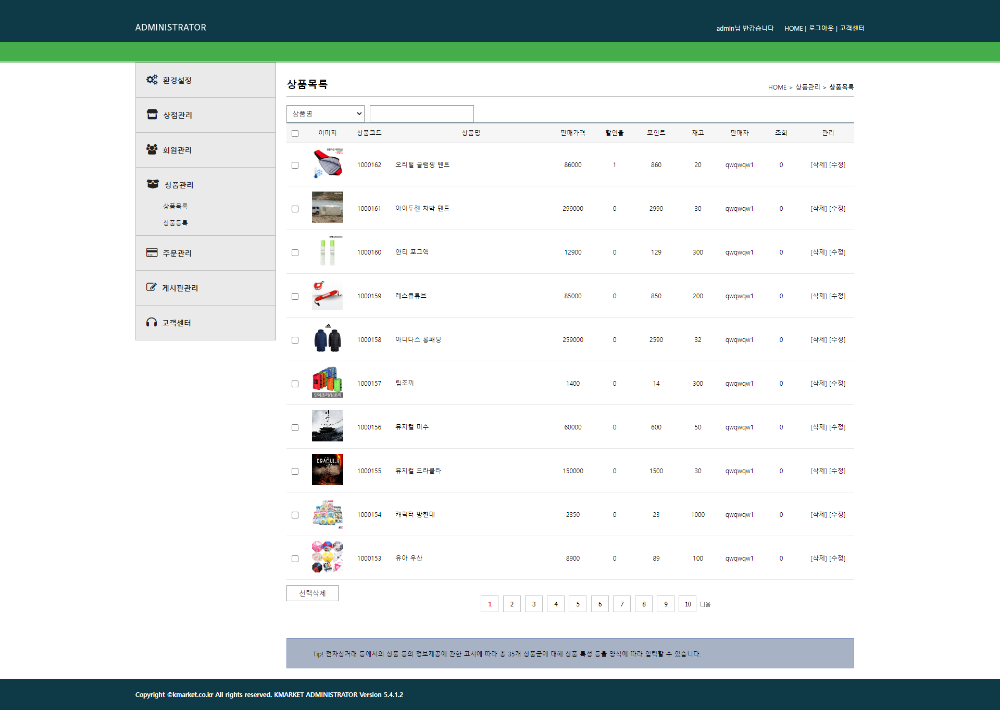 ADMINISTRATOR
admin님 반갑습니다 HOME | 로그아웃 | 고객센터
환경설정
상점관리
회원관리
상품관리
상품목록
상품등록
주문관리
게시판관리
고객센터
상품목록
HOME > 상품관리 > 상품목록
상품명
이미지 상품코드 상품명 판매가격 할인율 포인트 재고 판매자 조회 관리
-15℃
1000162 오리털 글램핑 텐트 86000 1 860 20 qwqwqw1 0 [삭제] [수정]
1000161 아이두젠 차박 텐트 299000 0 2990 30 qwqwqw1 0 [삭제] [수정]
1000160 안티 포그액 12900 0 129 300 qwqwqw1 0 [삭제] [수정]
1000159 레스큐튜브 85000 0 850 200 qwqwqw1 0 [삭제] [수정]
1000158 아디다스 롱패딩 259000 0 2590 32 qwqwqw1 0 [삭제] [수정]
20
단체조끼/팀조끼
1000157 팀조끼 1400 0 14 300 qwqwqw1 0 [삭제] [수정]
1000156 뮤지컬 미수 60000 0 600 50 qwqwqw1 0 [삭제] [수정]
DRACULA
1000155 뮤지컬 드라큘라 150000 0 1500 30 qwqwqw1 0 [삭제] [수정]
1000154 캐릭터 방한대 2350 0 23 1000 qwqwqw1 0 [삭제] [수정]
1000153 유아 우산 8900 0 89 100 qwqwqw1 0 [삭제] [수정]
선택삭제
1 2 3 4 5 6 7 8 9 10 다음
Tip! 전자상거래 등에서의 상품 등의 정보제공에 관한 고시에 따라 총 35개 상품군에 대해 상품 특성 등을 양식에 따라 입력할 수 있습니다.
Copyright ©kmarket.co.kr All rights reserved. KMARKET ADMINISTRATOR Version 5.4.1.2